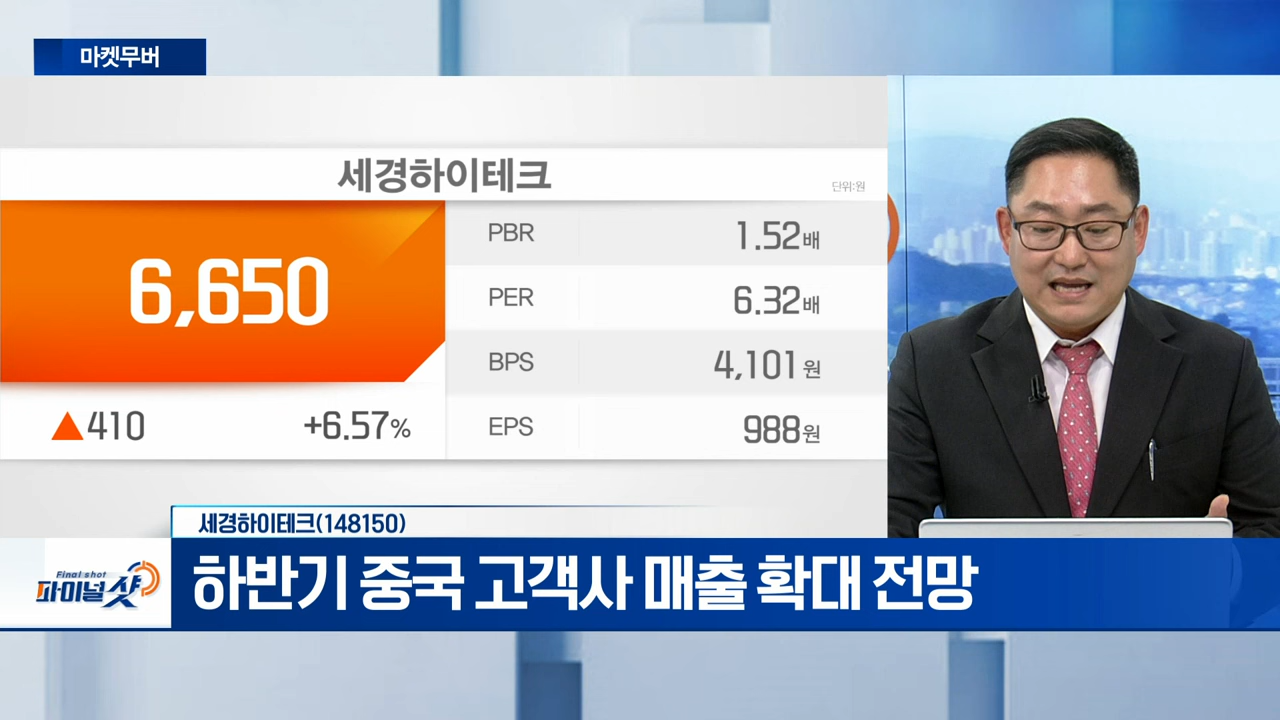 마켓무버
세경하이테크
단위:원
6,650
▲410 +6.57%
PBR 1.52배
PER 6.32배
BPS 4,101원
EPS 988원
세경하이테크(148150)
Final shot
파이널샷
하반기 중국 고객사 매출 확대 전망